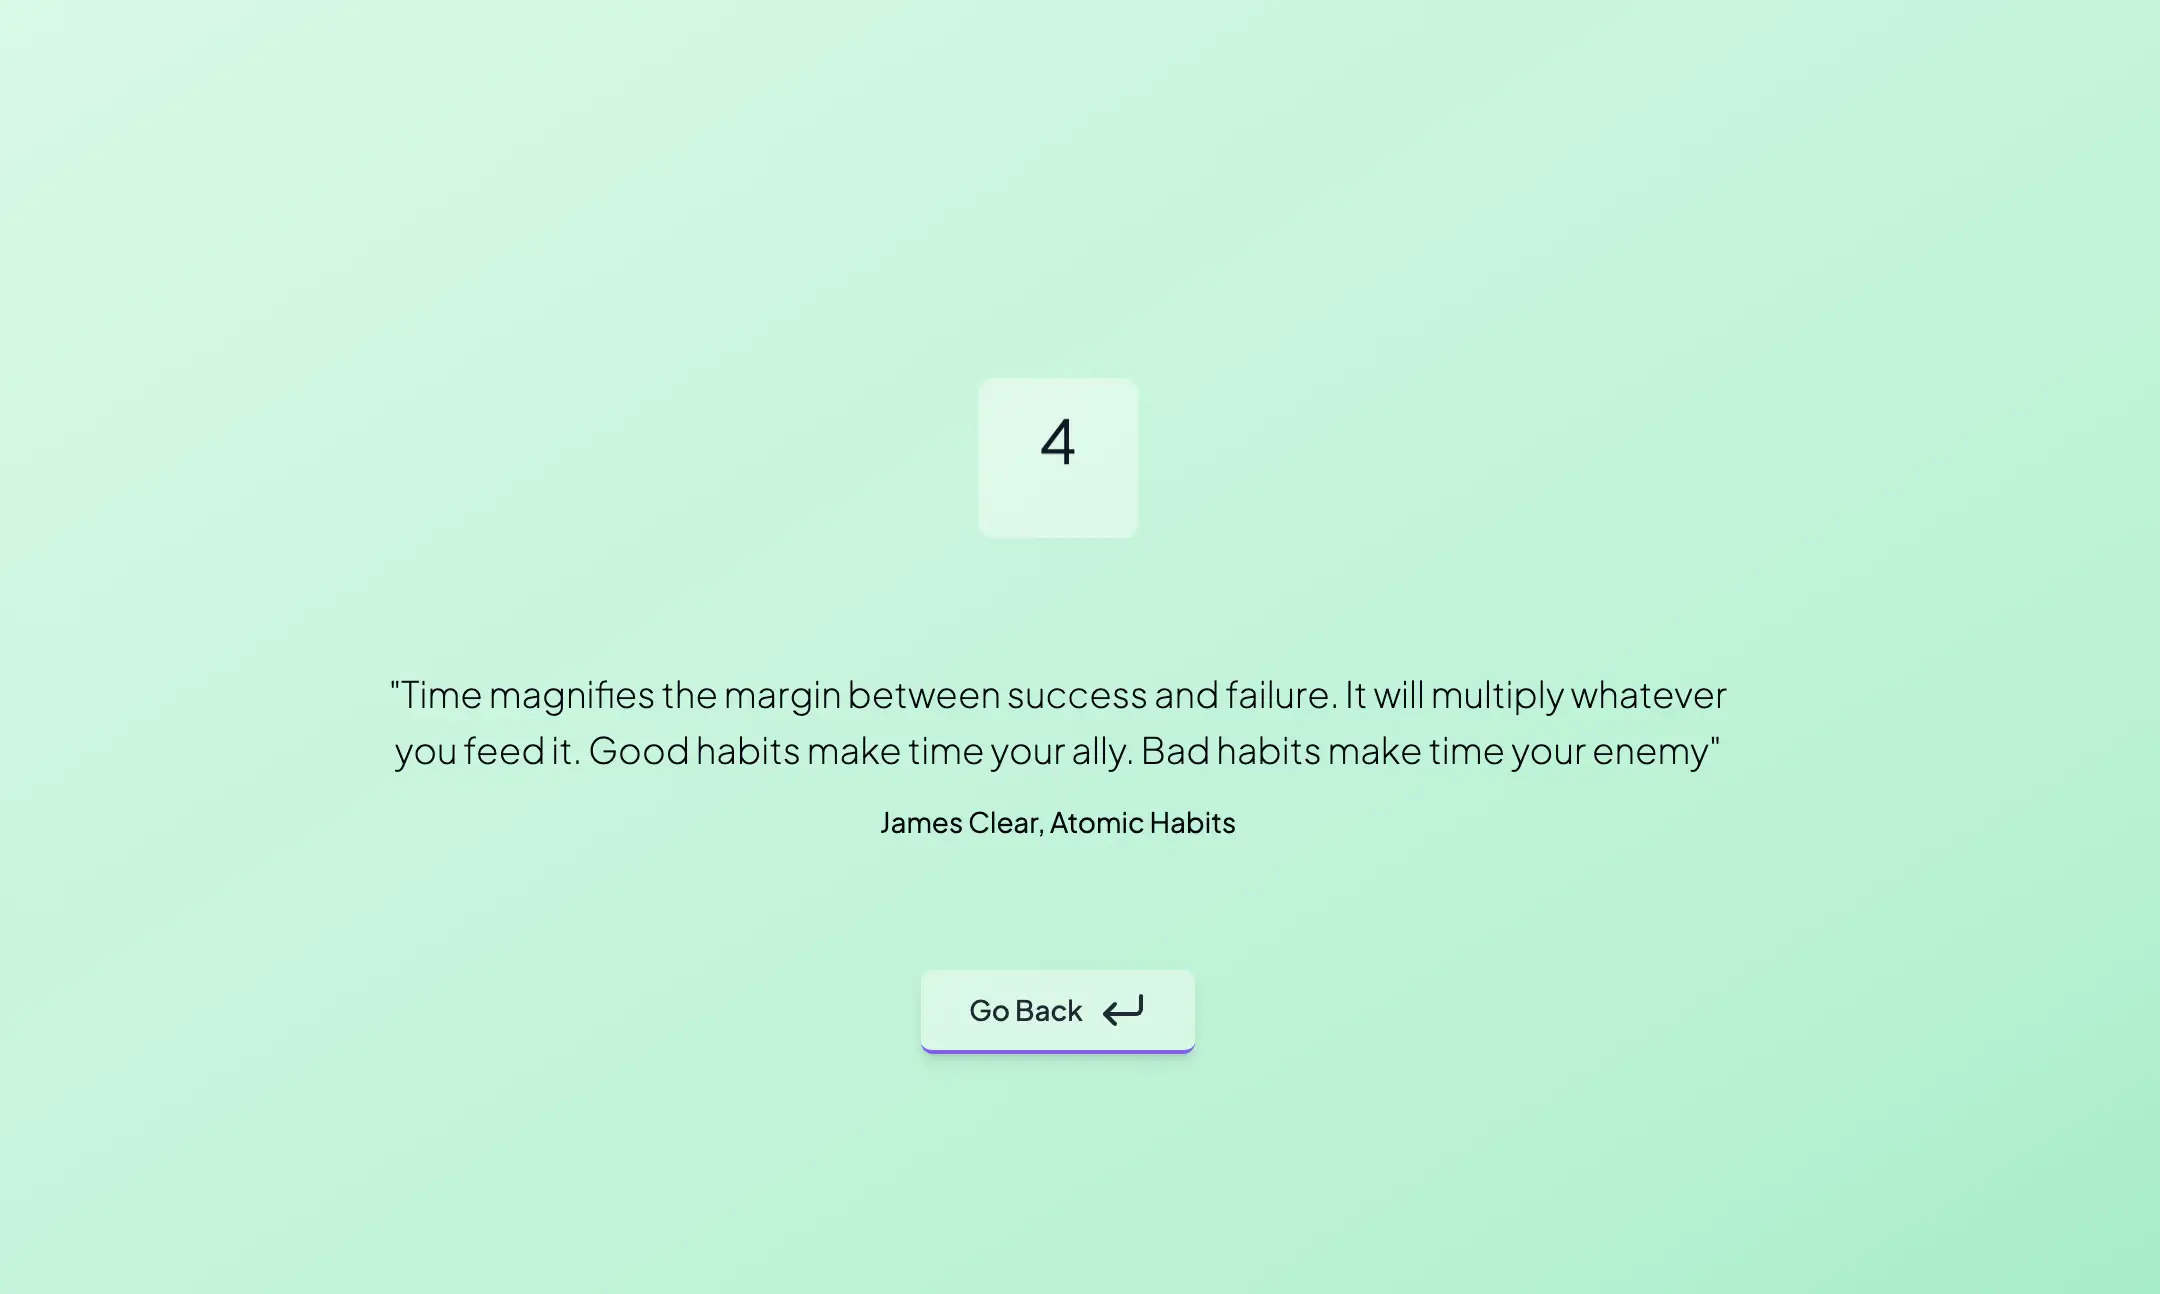 4
"Time magnifies the margin between success and failure. It will multiply whatever
you feed it. Good habits make time your ally. Bad habits make time your enemy"
James Clear, Atomic Habits
Go Back